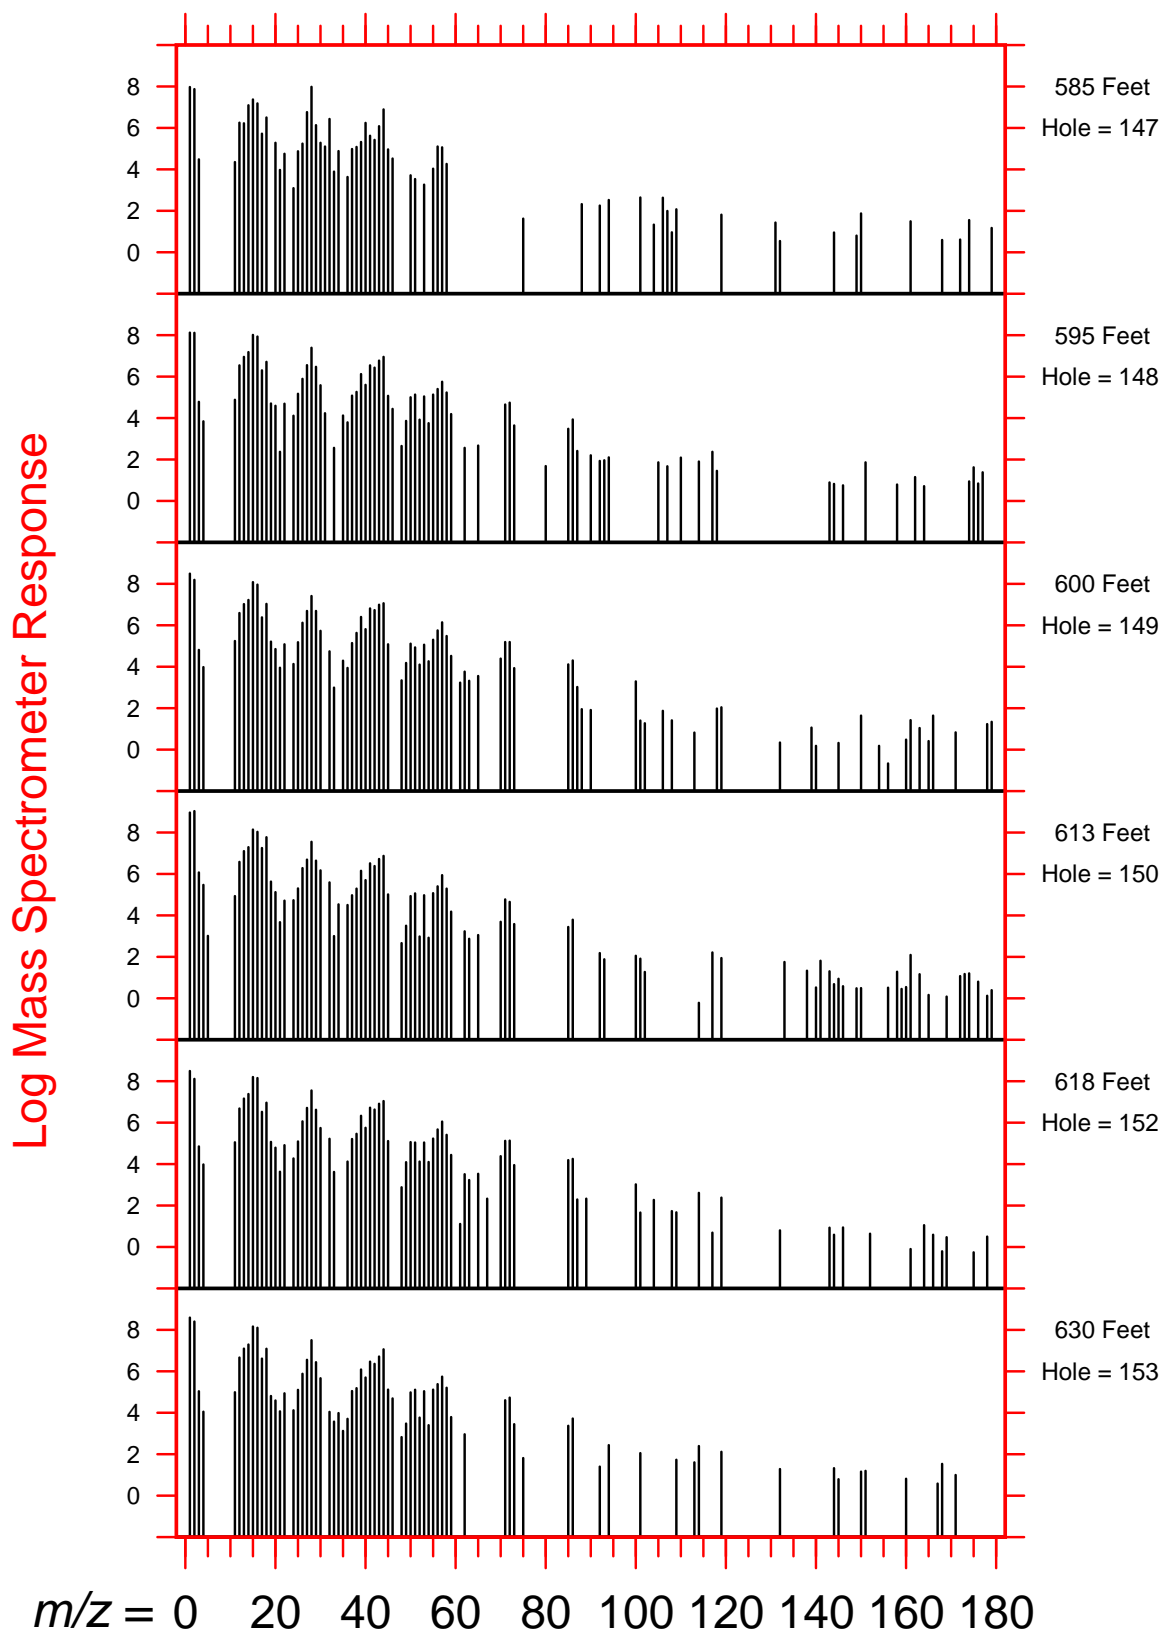 8
6
4
2
0
585 Feet
Hole = 147
8
6
4
2
0
595 Feet
Hole = 148
8
6
4
2
0
600 Feet
Hole = 149
8
6
4
2
0
613 Feet
Hole = 150
8
6
4
2
0
618 Feet
Hole = 152
8
6
4
2
0
630 Feet
Hole = 153
Log Mass Spectrometer Response
m/z = 0 20 40 60 80 100 120 140 160 180